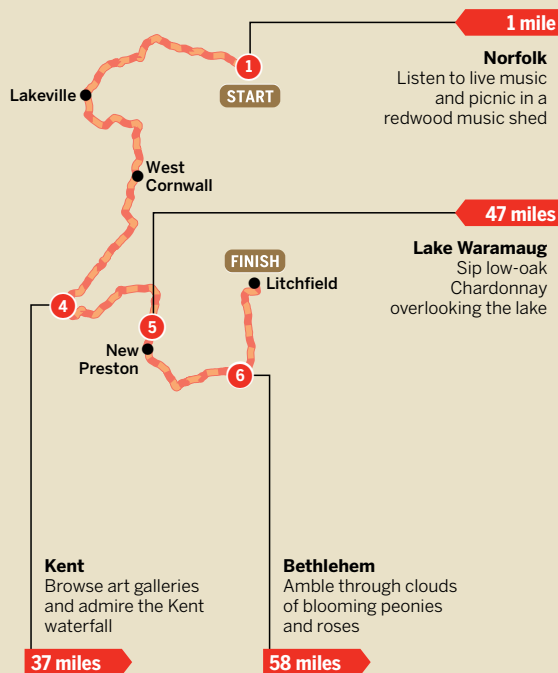 1 mile
Norfolk
Listen to live music
and picnic in a
redwood music shed
1
START
Lakeville
West
Cornwall
47 miles
Lake Waramaug
Sip low-oak
Chardonnay
overlooking the lake
FINISH
Litchfield
4
5
New
Preston
6
Kent
Browse art galleries
and admire the Kent
waterfall
37 miles
Bethlehem
Amble through clouds
of blooming peonies
and roses
58 miles